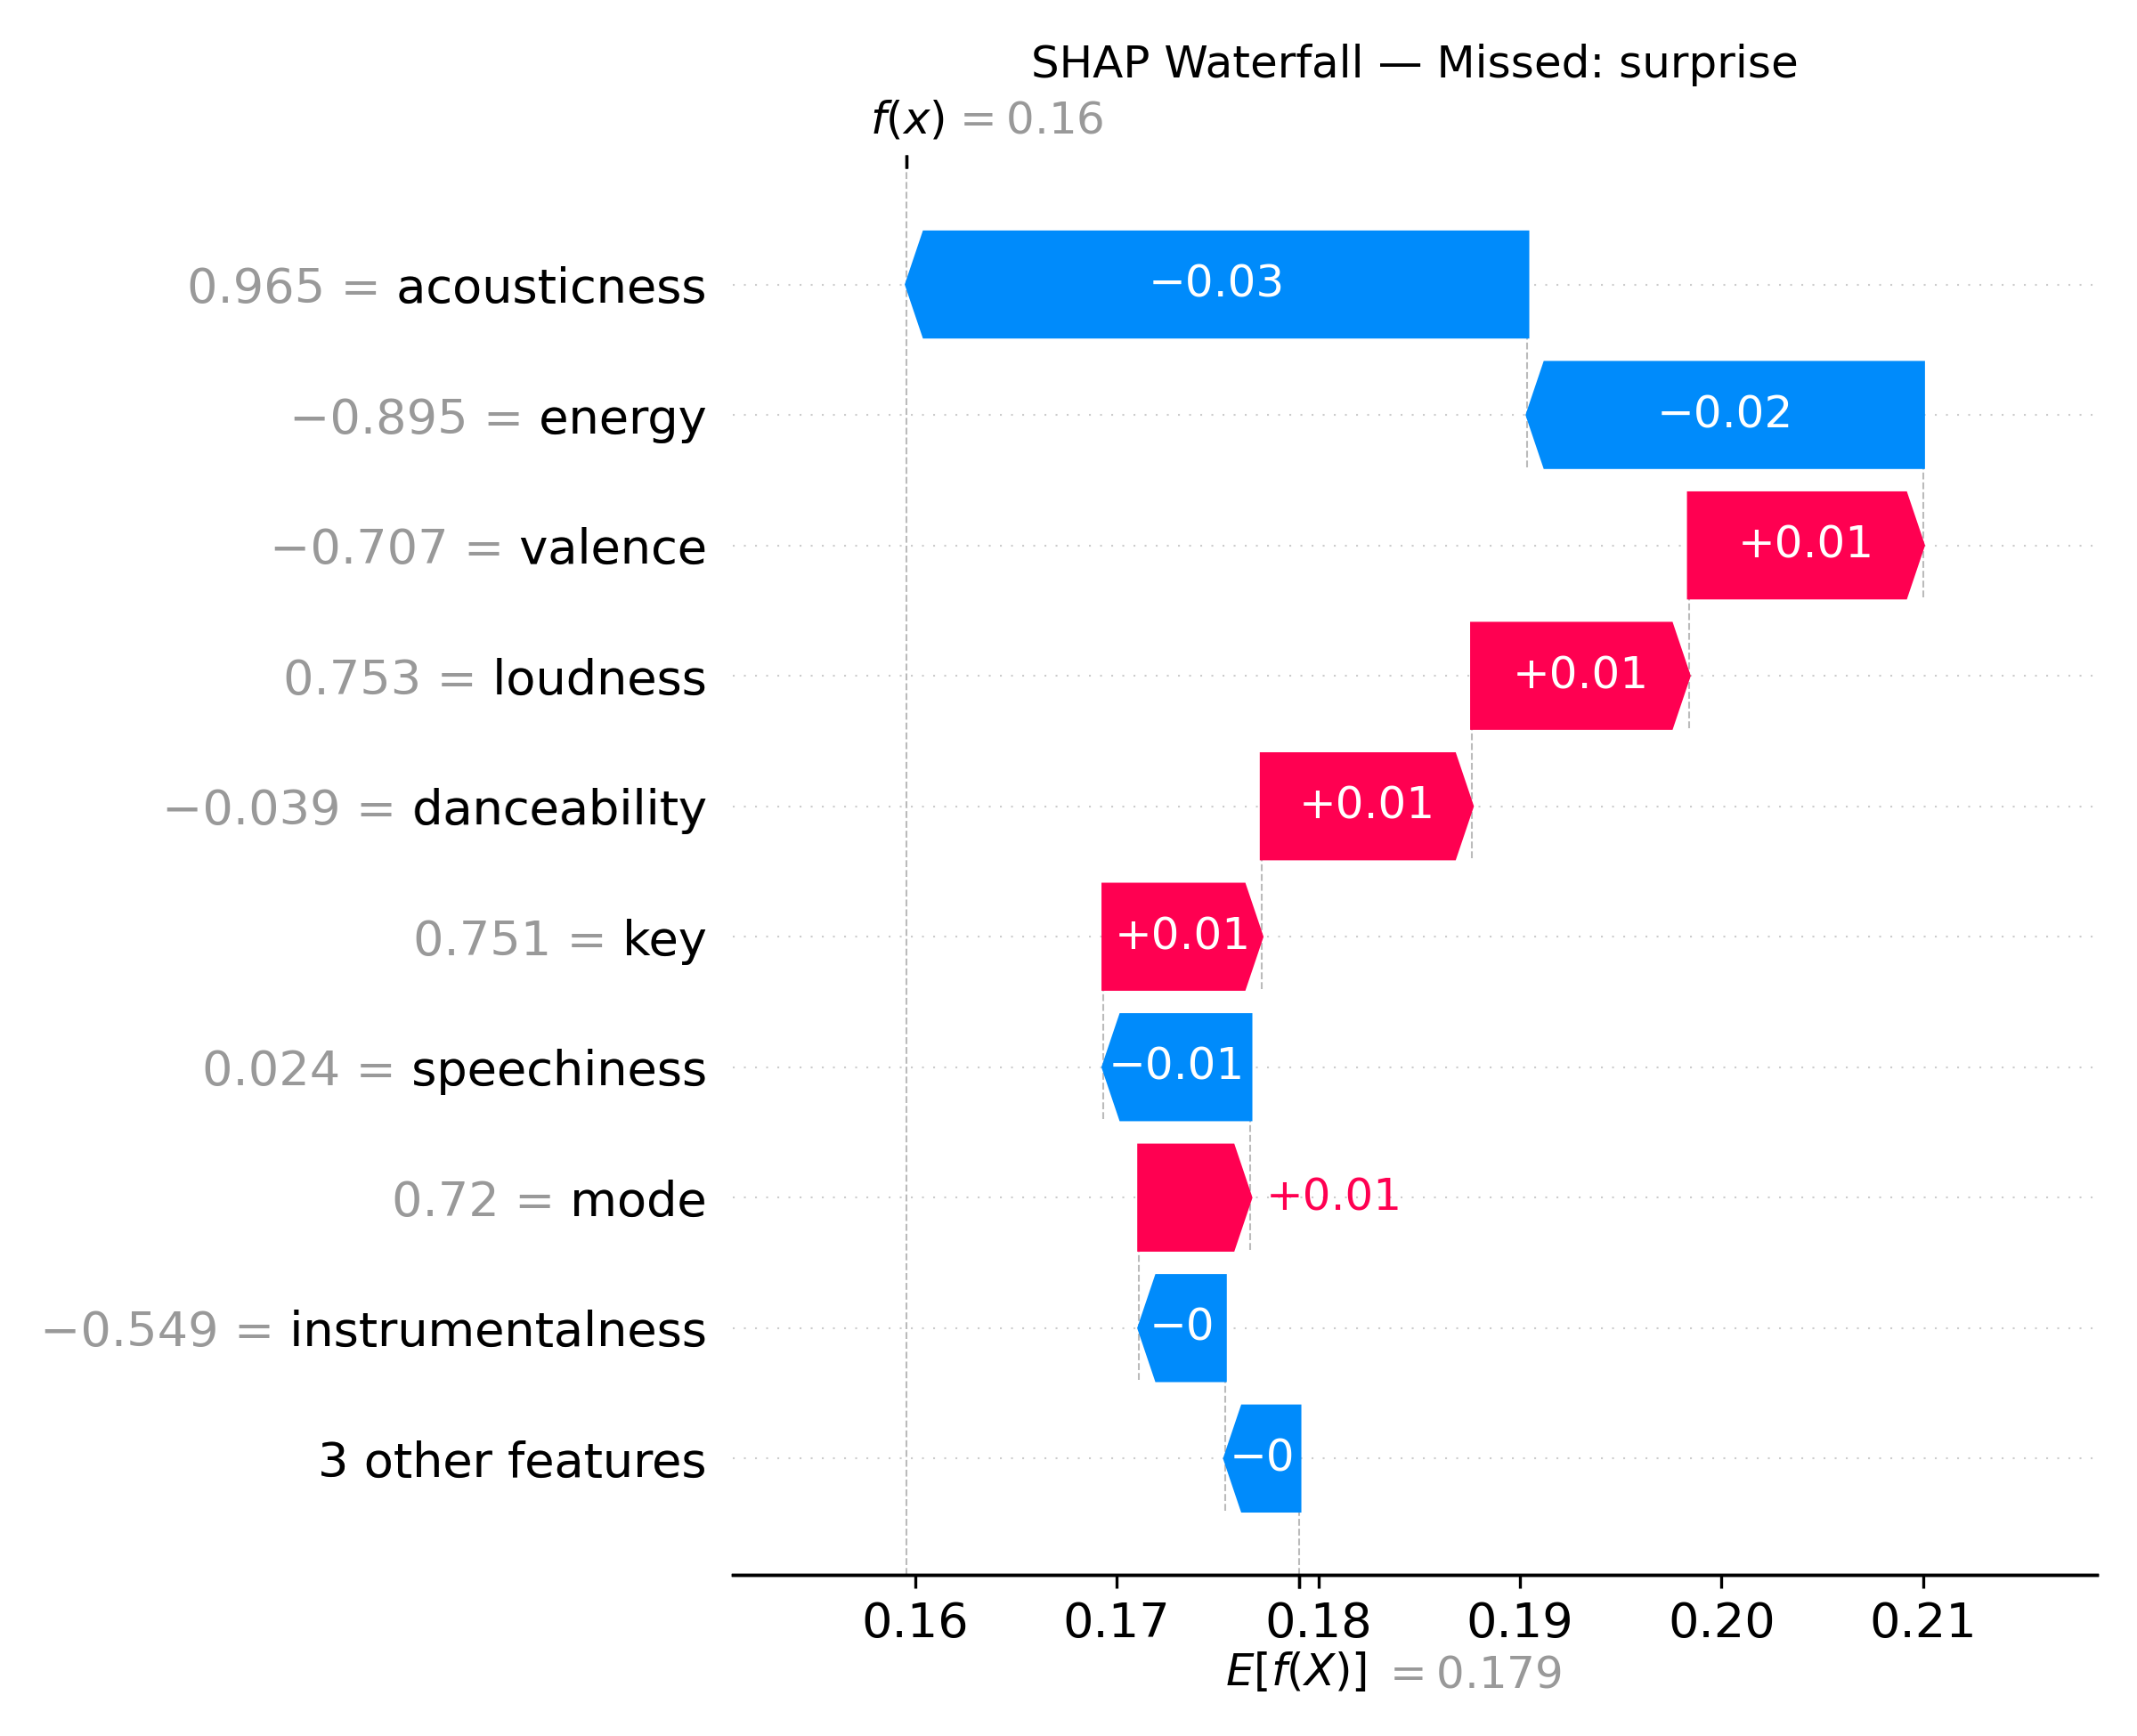 SHAP Waterfall — Missed: surprise
f(x) = 0.16
0.965 = acousticness −0.03
−0.895 = energy −0.02
−0.707 = valence +0.01
0.753 = loudness +0.01
−0.039 = danceability +0.01
0.751 = key +0.01
0.024 = speechiness −0.01
0.72 = mode +0.01
−0.549 = instrumentalness −0
3 other features −0
0.16 0.17 0.18 0.19 0.20 0.21
E[f(X)] = 0.179